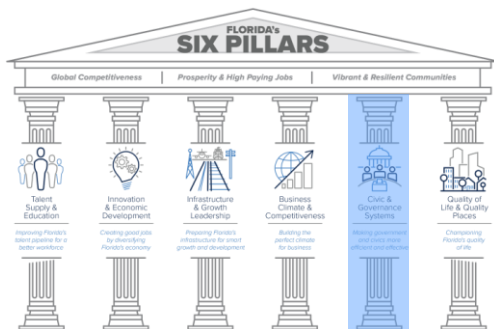 FLORIDA's
SIX PILLARS
Global Competitiveness | Prosperity & High Paying Jobs | Vibrant & Resilient Communities
Talent
Supply &
Education
Improving Florida's
talent pipeline for a
better workforce
Innovation
& Economic
Development
Creating good jobs
by diversifying
Florida's economy
Infrastructure
& Growth
Leadership
Preparing Florida's
infrastructure for smart
growth and development
Business
Climate &
Competitiveness
Building the
perfect climate
for business
Civic &
Governance
Systems
Making government
and civics more
efficient and effective
Quality of
Life & Quality
Places
Championing
Florida's quality
of life